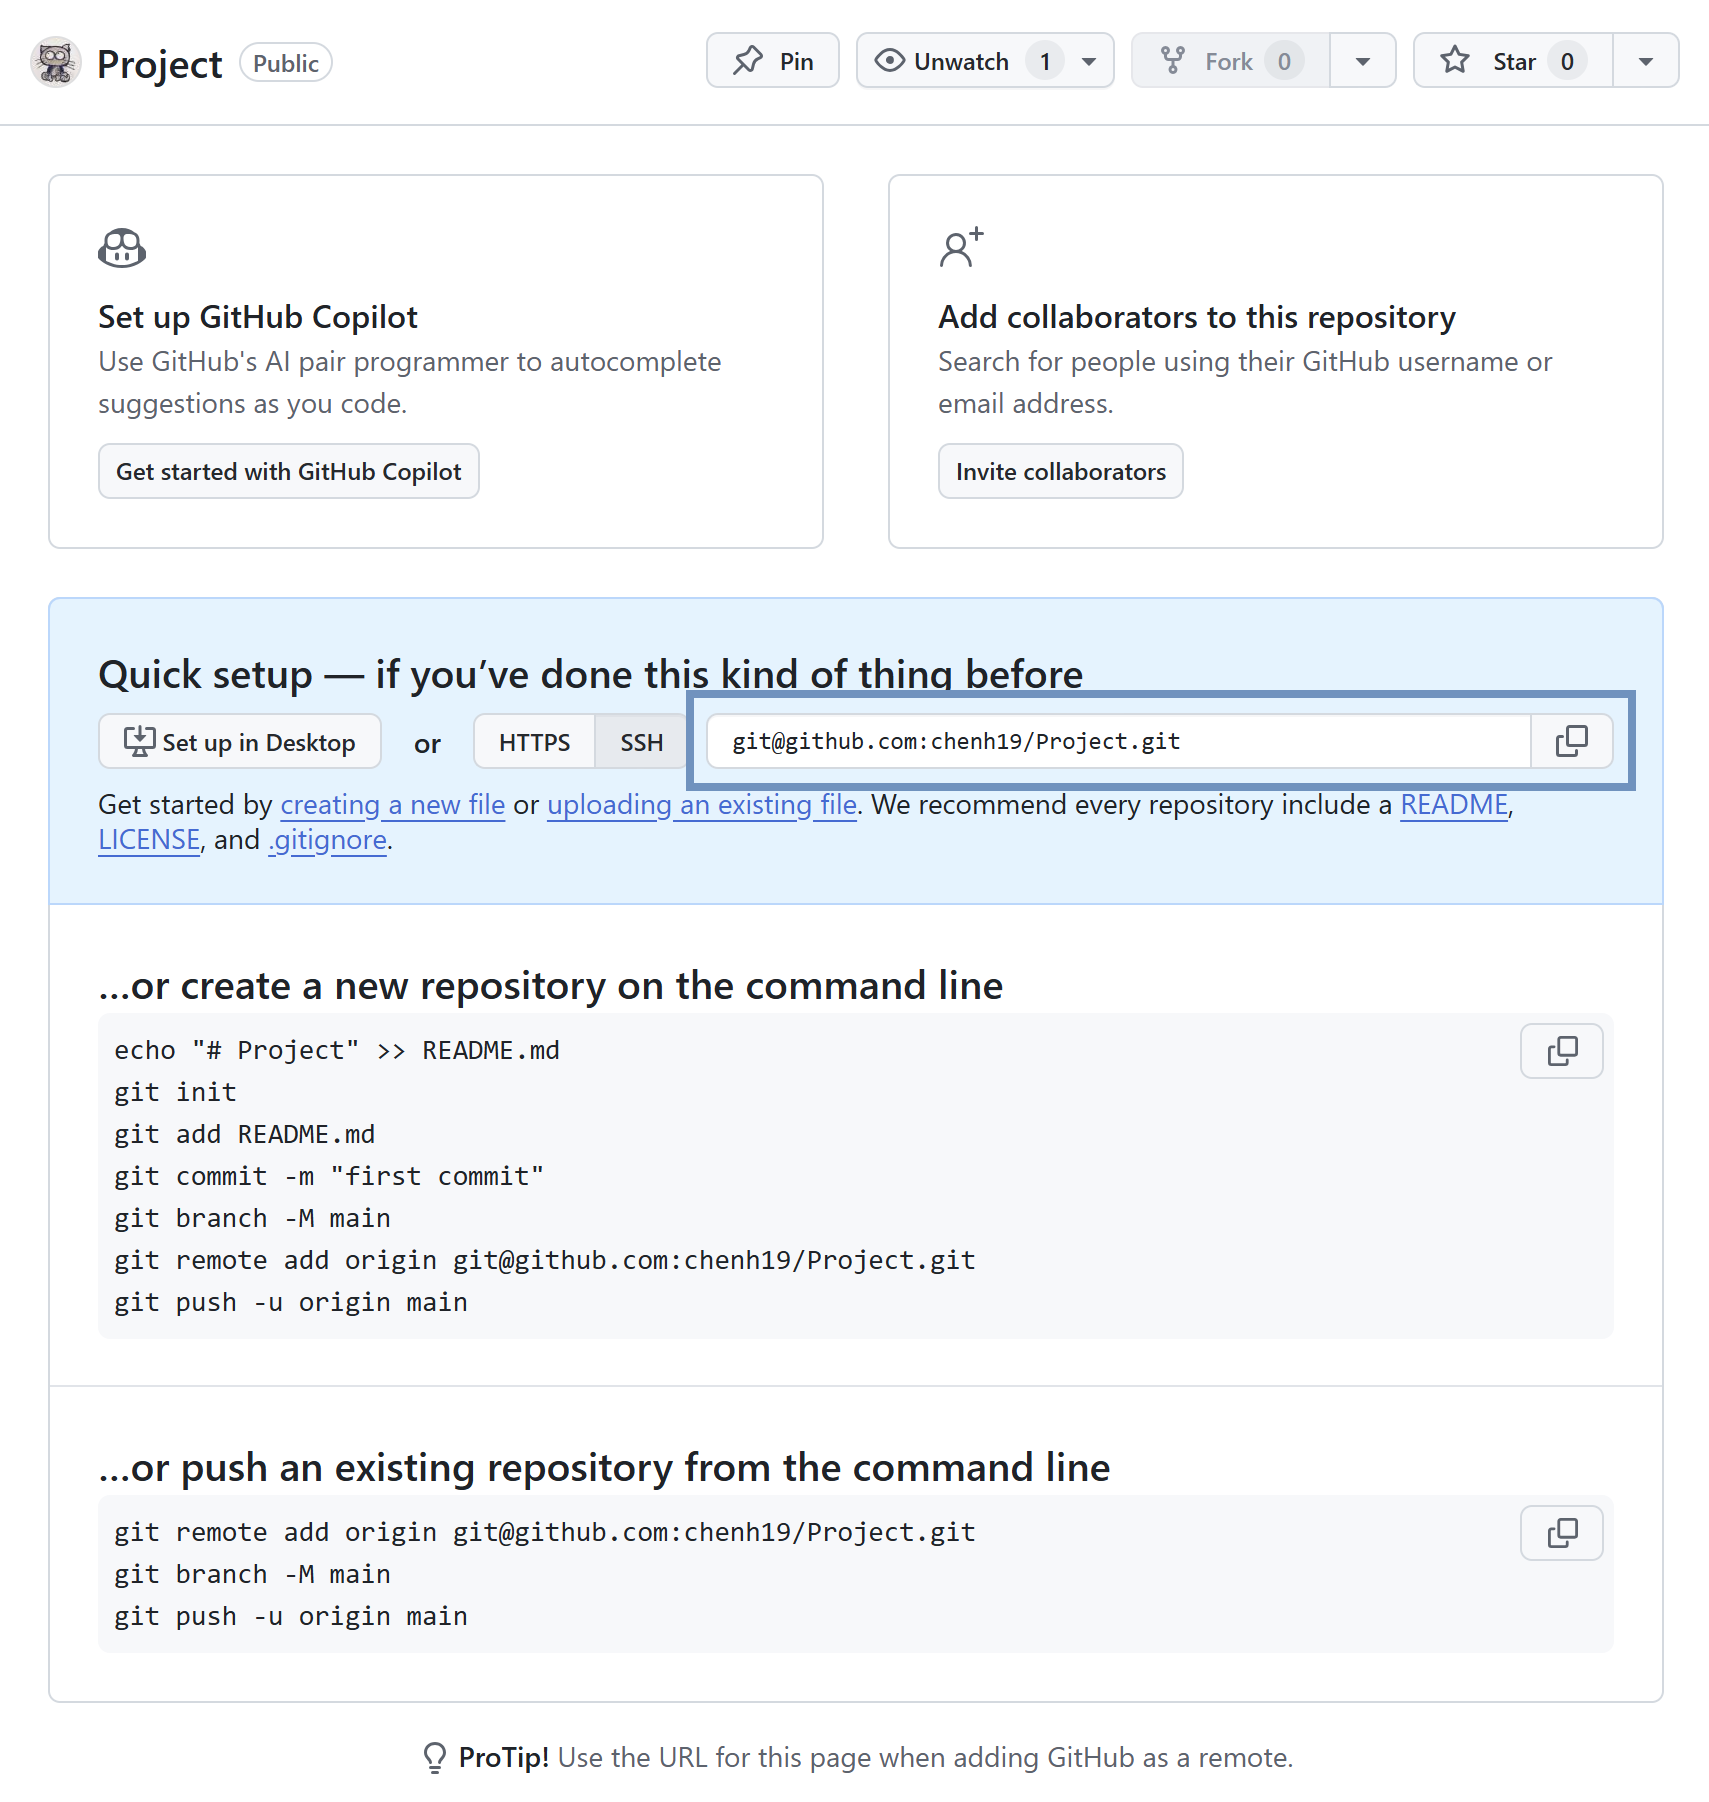 Project Public Pin Unwatch 1 Fork 0 Star 0
Set up GitHub Copilot
Use GitHub's AI pair programmer to autocomplete
suggestions as you code.
Get started with GitHub Copilot
Add collaborators to this repository
Search for people using their GitHub username or
email address.
Invite collaborators
Quick setup — if you’ve done this kind of thing before
Set up in Desktop or HTTPS SSH git@github.com:chenh19/Project.git
Get started by creating a new file or uploading an existing file. We recommend every repository include a README,
LICENSE, and .gitignore.
…or create a new repository on the command line
echo "# Project" >> README.md
git init
git add README.md
git commit -m "first commit"
git branch -M main
git remote add origin git@github.com:chenh19/Project.git
git push -u origin main
…or push an existing repository from the command line
git remote add origin git@github.com:chenh19/Project.git
git branch -M main
git push -u origin main
ProTip! Use the URL for this page when adding GitHub as a remote.